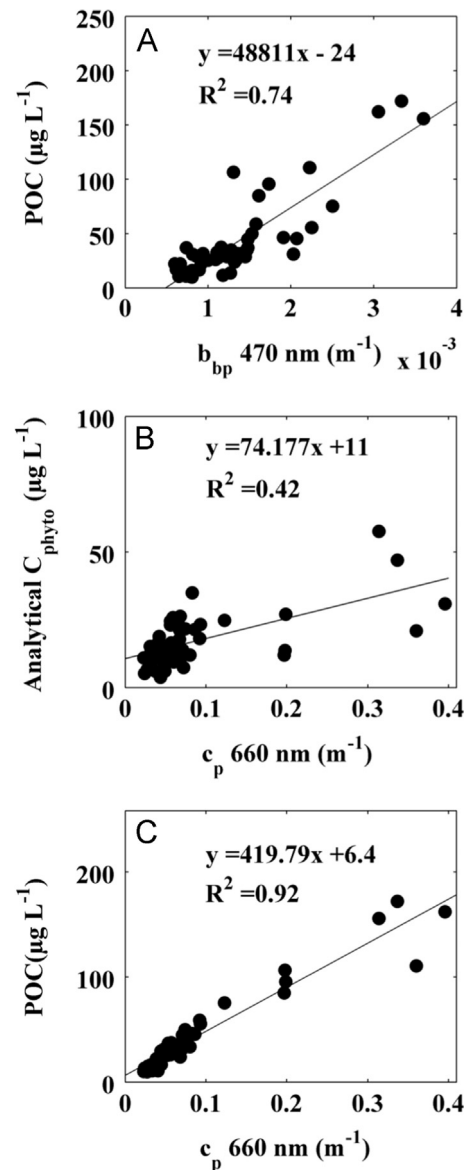 A
y =48811x - 24
R² =0.74
POC (µg L⁻¹)
250
200
150
100
50
0
0 1 2 3 4
b_bp 470 nm (m⁻¹) x 10⁻³
B
y =74.177x +11
R² =0.42
Analytical C_phyto (µg L⁻¹)
100
50
0
0 0.1 0.2 0.3 0.4
c_p 660 nm (m⁻¹)
C
y =419.79x +6.4
R² =0.92
POC(µg L⁻¹)
200
100
0
0 0.1 0.2 0.3 0.4
c_p 660 nm (m⁻¹)